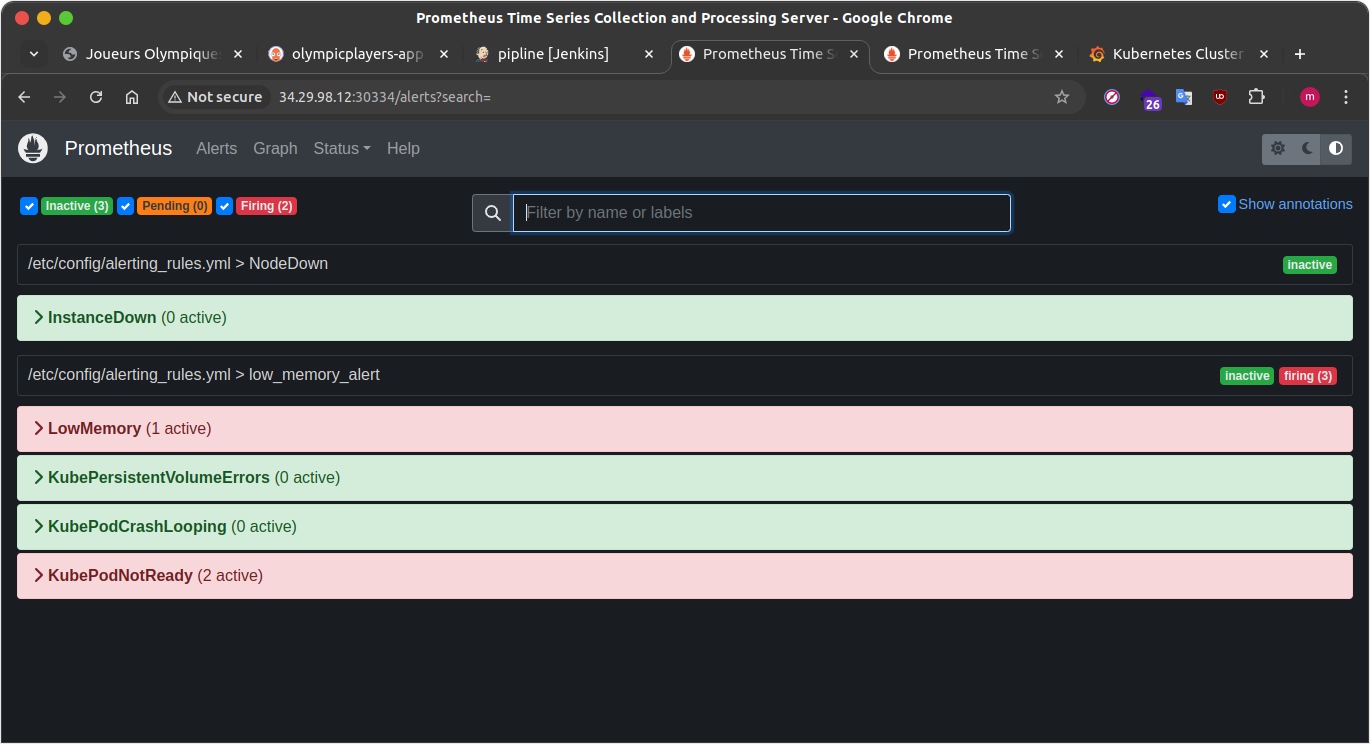 Prometheus Time Series Collection and Processing Server - Google Chrome
Joueurs Olympique
olympicplayers-app
pipline [Jenkins]
Prometheus Time S
Prometheus Time S
Kubernetes Cluster
Not secure
34.29.98.12:30334/alerts?search=
26
UD
m
Prometheus
Alerts
Graph
Status
Help
Inactive (3)
Pending (0)
Firing (2)
Filter by name or labels
Show annotations
/etc/config/alerting_rules.yml > NodeDown
inactive
InstanceDown (0 active)
/etc/config/alerting_rules.yml > low_memory_alert
inactive
firing (3)
LowMemory (1 active)
KubePersistentVolumeErrors (0 active)
KubePodCrashLooping (0 active)
KubePodNotReady (2 active)